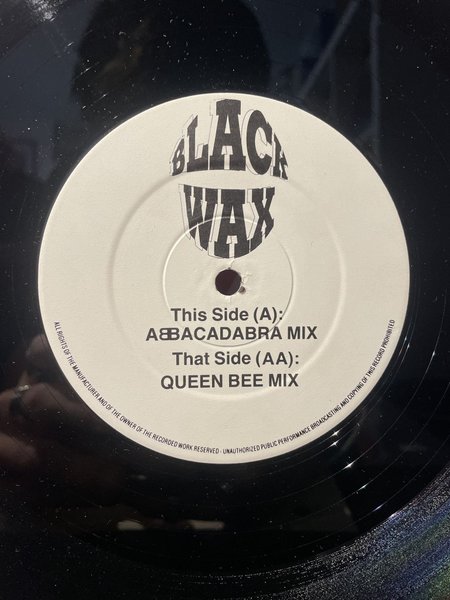 BLACK
WAX
This Side (A):
ABBACADABRA MIX
That Side (AA):
QUEEN BEE MIX
ALL RIGHTS OF THE MANUFACTURER AND OF THE OWNER OF THE RECORDED WORK RESERVED - UNAUTHORIZED PUBLIC PERFORMANCE BROADCASTING AND COPYING OF THIS RECORD PROHIBITED